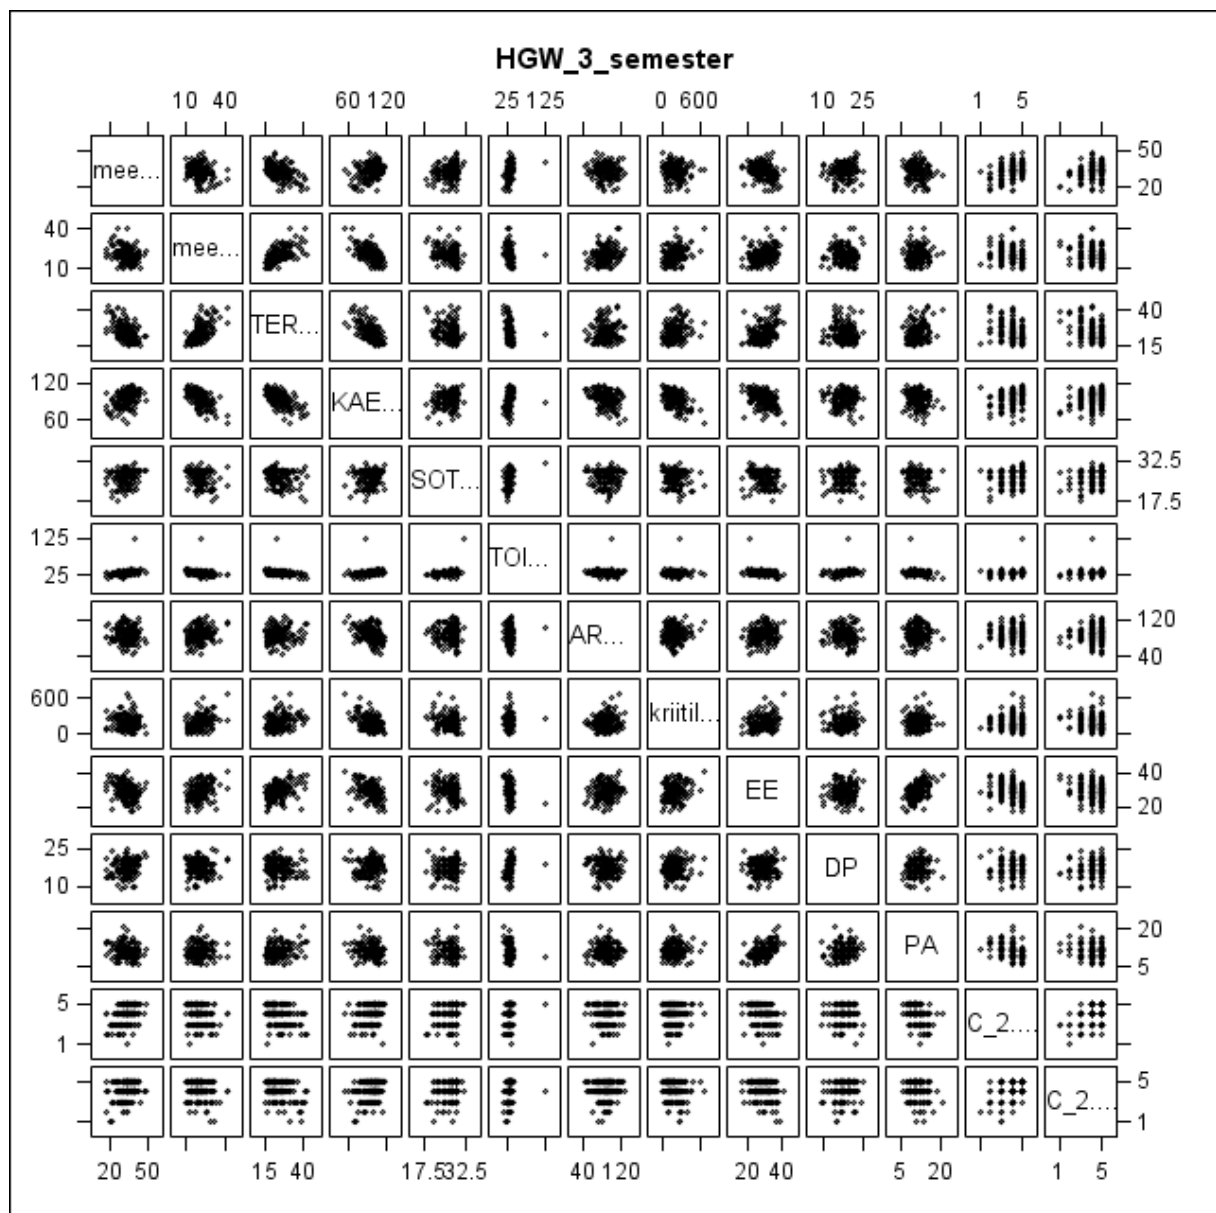 HGW_3_semester
10 40 60 120 25 125 0 600 10 25 1 5
mee... 50
20
40
10 mee...
TER... 40
15
120
60 KAE...
SOT... 32.5
17.5
125
25 TOI...
AR... 120
40
600
0 kriitil...
EE 40
20
25
10 DP
PA 20
5
5
1 C_2....
C_2.... 5
1
20 50 15 40 17.5 32.5 40 120 20 40 5 20 1 5